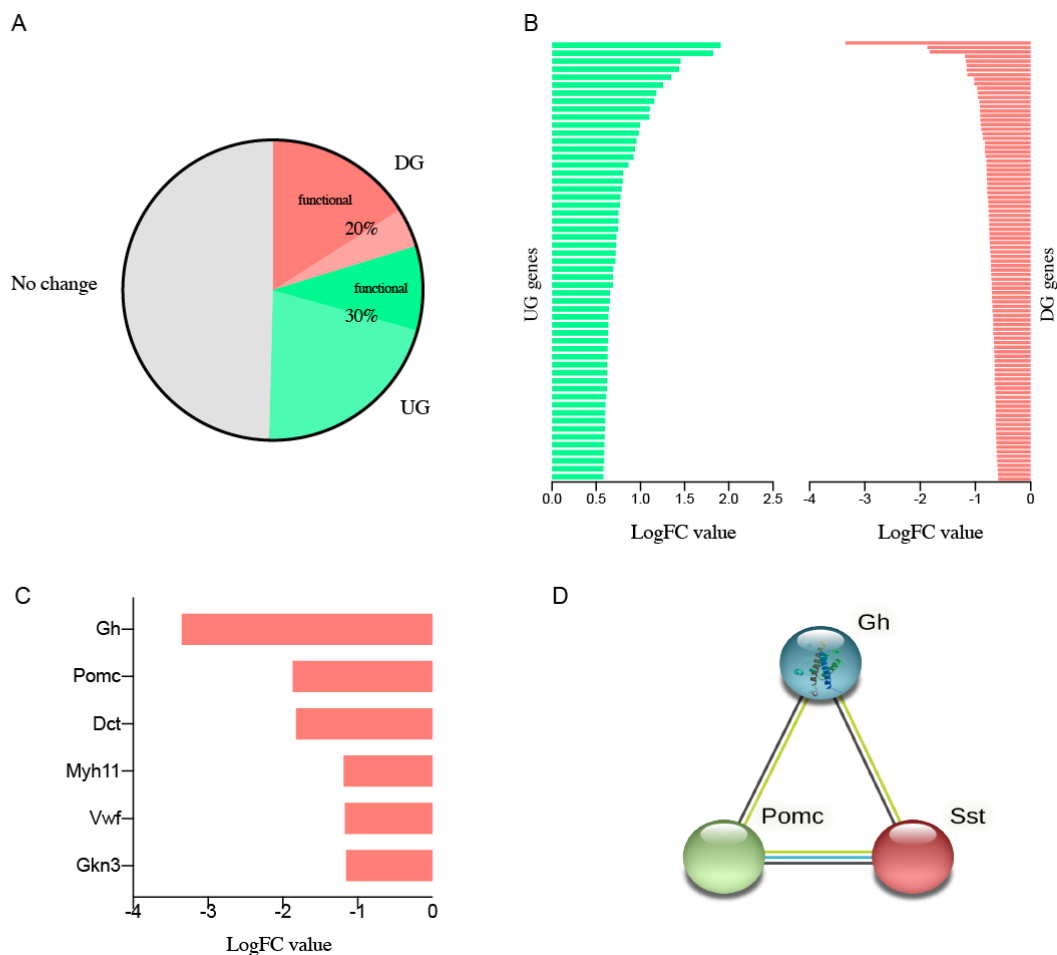 A
DG
functional
20%
No change
functional
30%
UG
B
UG genes
DG genes
0.0 0.5 1.0 1.5 2.0 2.5
-4 -3 -2 -1 0
LogFC value
LogFC value
C
Gh
Pomc
Dct
Myh11
Vwf
Gkn3
-4 -3 -2 -1 0
LogFC value
D
Gh
Pomc
Sst